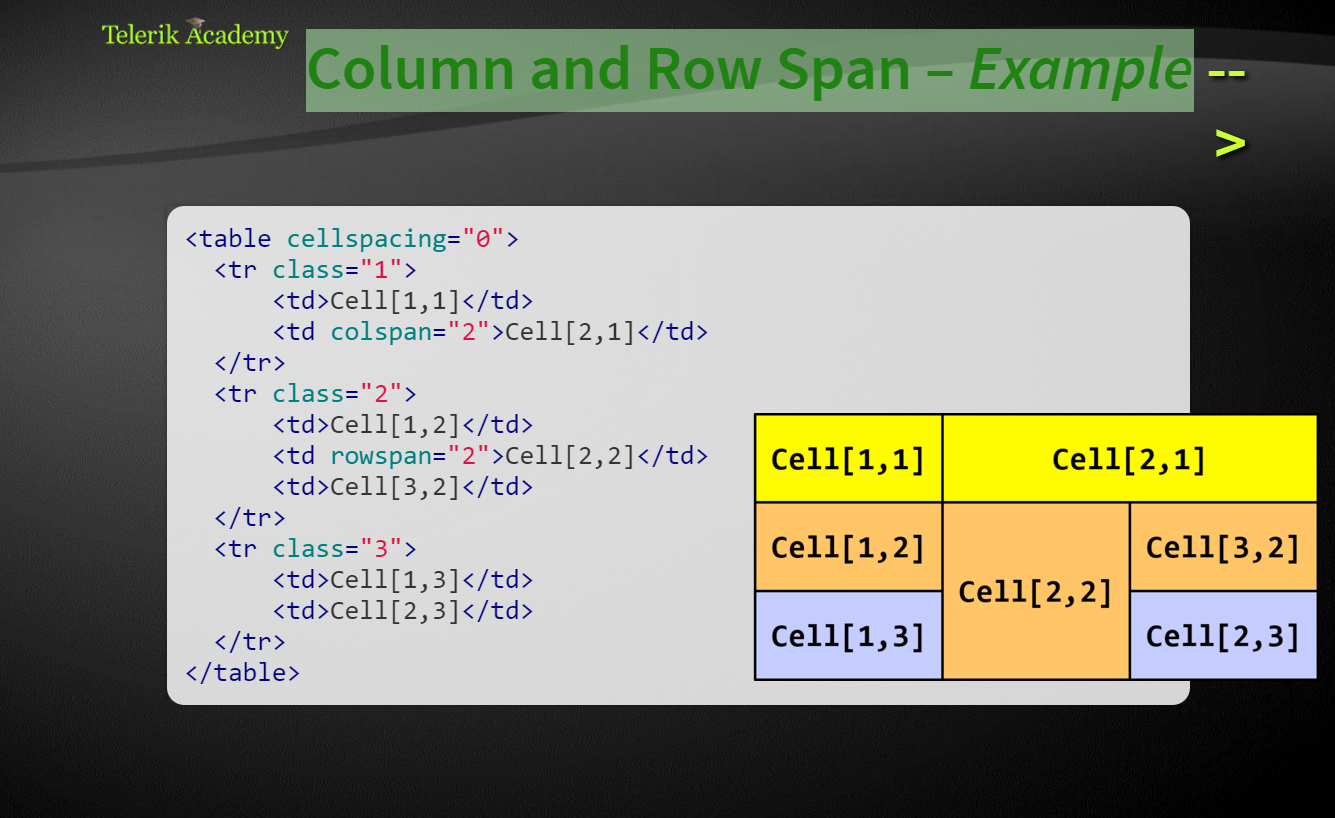 Telerik Academy
Column and Row Span – Example --
>
<table cellspacing="0">
  <tr class="1">
      <td>Cell[1,1]</td>
      <td colspan="2">Cell[2,1]</td>
  </tr>
  <tr class="2">
      <td>Cell[1,2]</td>
      <td rowspan="2">Cell[2,2]</td>
      <td>Cell[3,2]</td>
  </tr>
  <tr class="3">
      <td>Cell[1,3]</td>
      <td>Cell[2,3]</td>
  </tr>
</table>
Cell[1,1] Cell[2,1]
Cell[1,2] Cell[3,2]
Cell[2,2]
Cell[1,3] Cell[2,3]